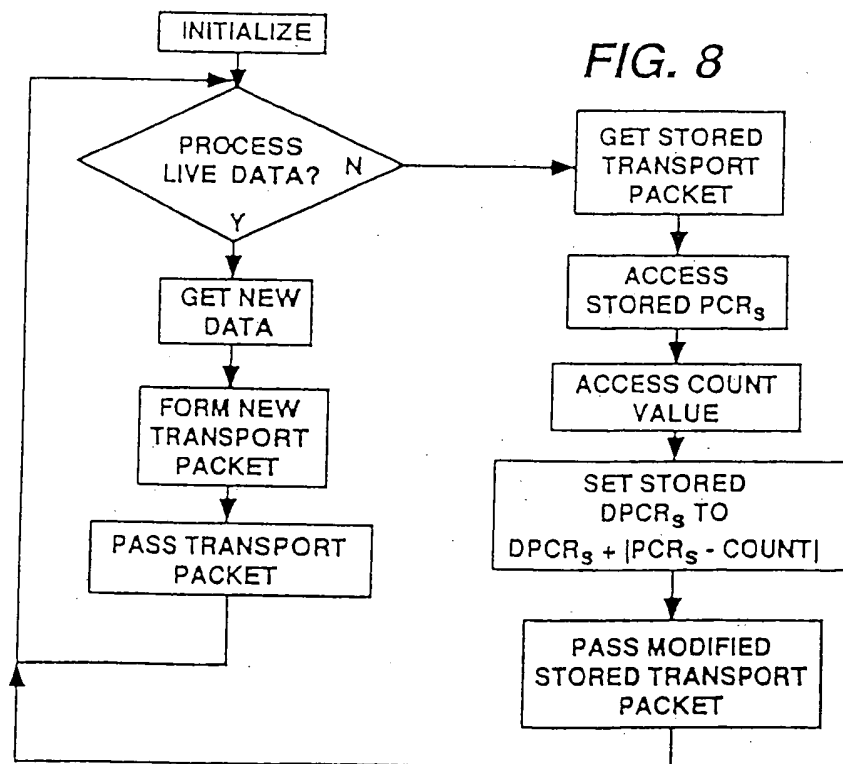 FIG. 8
INITIALIZE
PROCESS
LIVE DATA?
N
Y
GET NEW
DATA
FORM NEW
TRANSPORT
PACKET
PASS TRANSPORT
PACKET
GET STORED
TRANSPORT
PACKET
ACCESS
STORED PCRs
ACCESS COUNT
VALUE
SET STORED
DPCRs TO
DPCRs + |PCRs - COUNT|
PASS MODIFIED
STORED TRANSPORT
PACKET